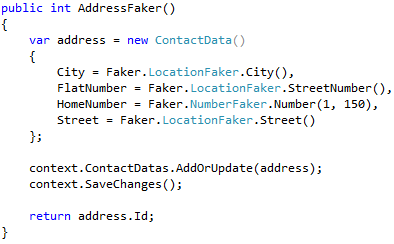 public int AddressFaker()
{
    var address = new ContactData()
    {
        City = Faker.LocationFaker.City(),
        FlatNumber = Faker.LocationFaker.StreetNumber(),
        HomeNumber = Faker.NumberFaker.Number(1, 150),
        Street = Faker.LocationFaker.Street()
    };

    context.ContactDatas.AddOrUpdate(address);
    context.SaveChanges();

    return address.Id;
}